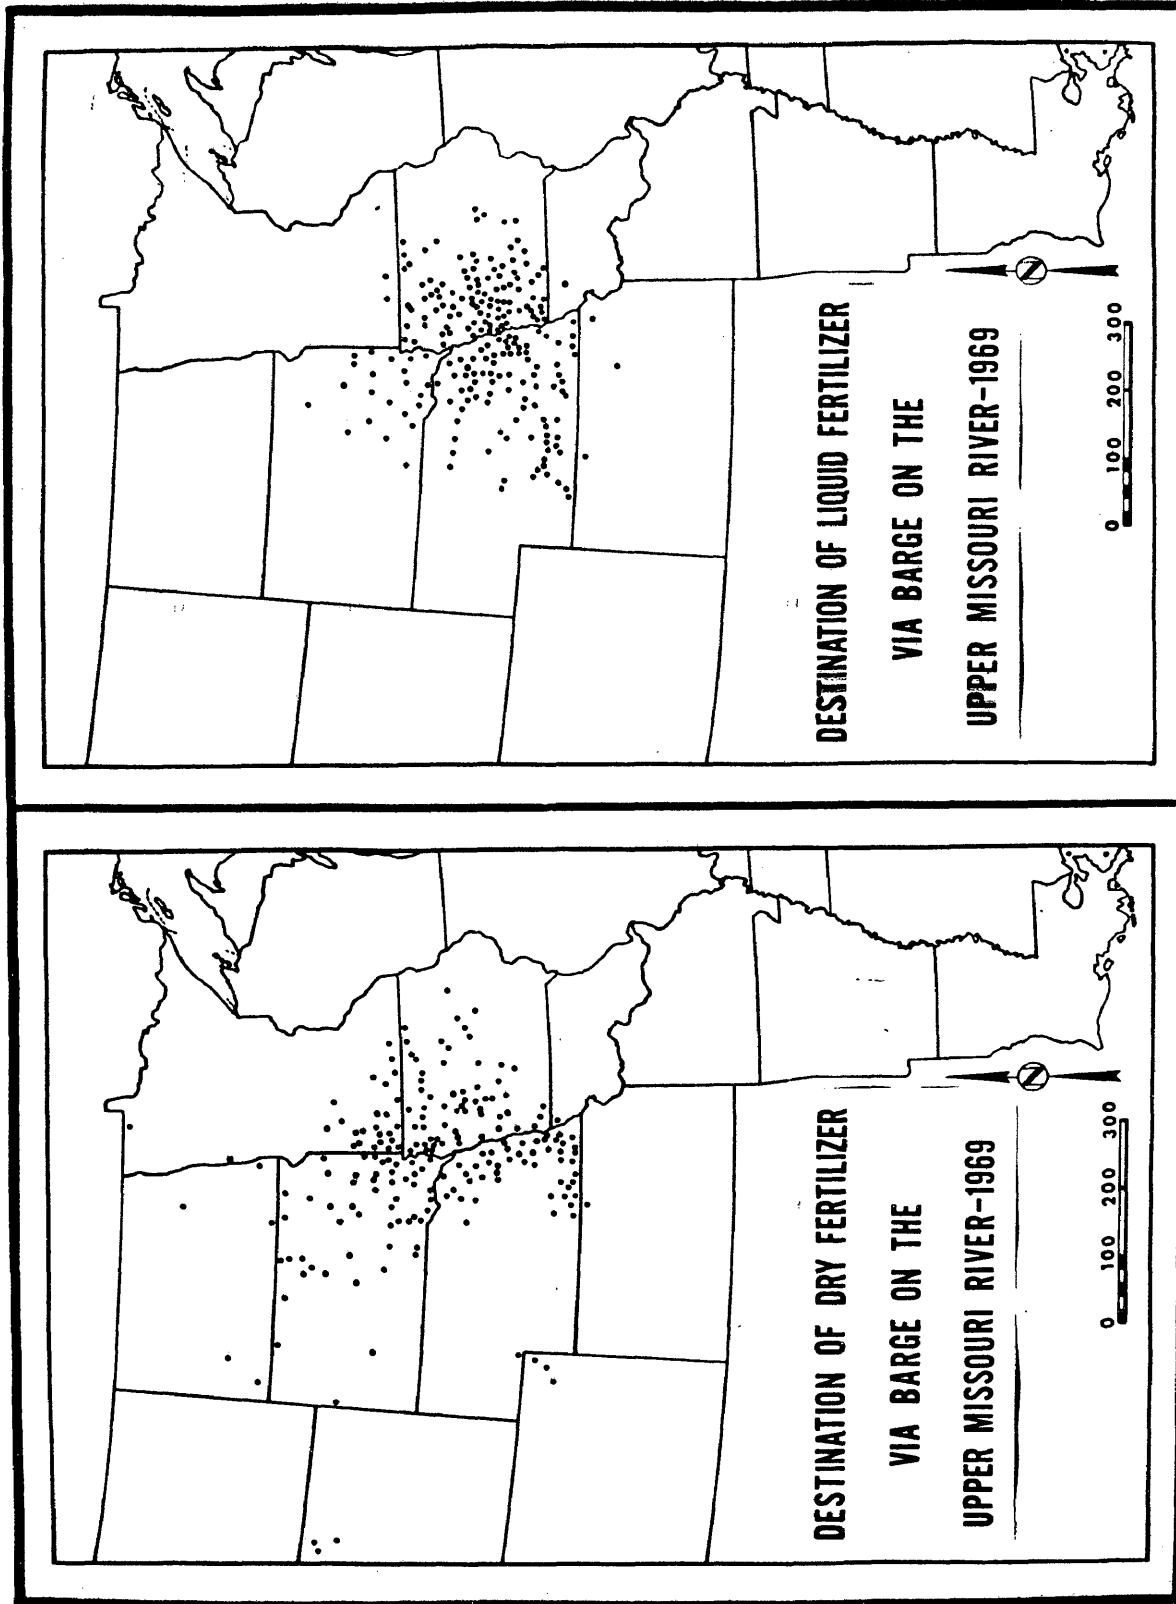 DESTINATION OF LIQUID FERTILIZER
VIA BARGE ON THE
UPPER MISSOURI RIVER-1969
N
0 100 200 300
DESTINATION OF DRY FERTILIZER
VIA BARGE ON THE
UPPER MISSOURI RIVER-1969
N
0 100 200 300